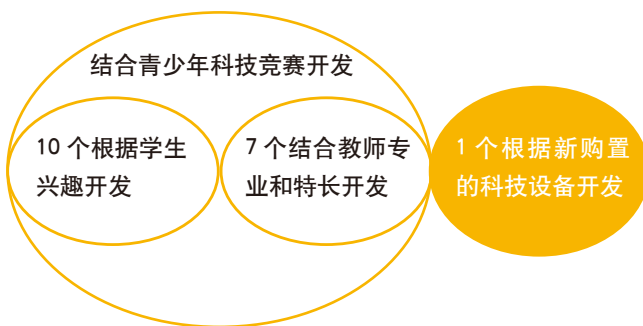 结合青少年科技竞赛开发
10 个根据学生
兴趣开发
7 个结合教师专
业和特长开发
1 个根据新购置
的科技设备开发